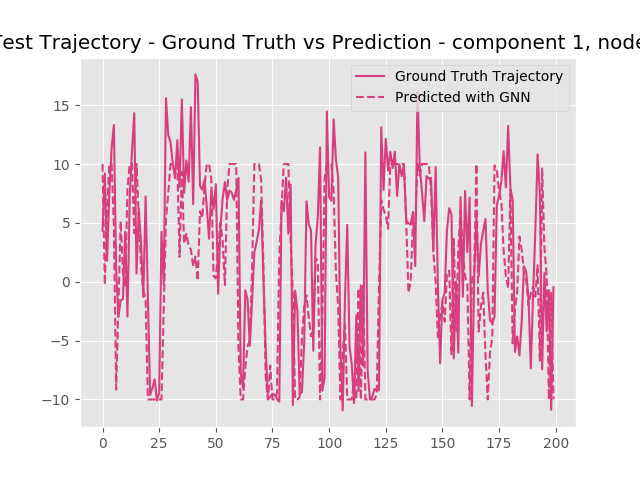 Test Trajectory - Ground Truth vs Prediction - component 1, node
Ground Truth Trajectory
Predicted with GNN
15
10
5
0
−5
−10
0 25 50 75 100 125 150 175 200